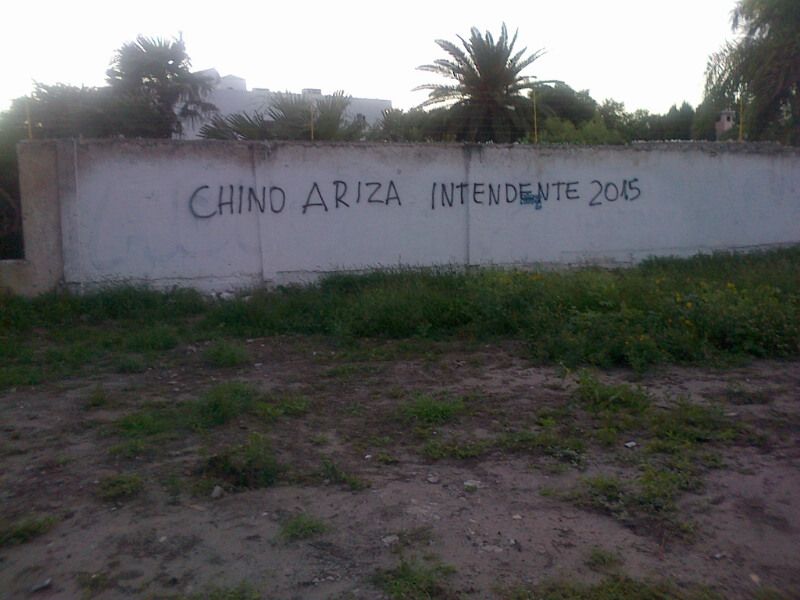 CHINO ARIZA INTENDENTE 2015